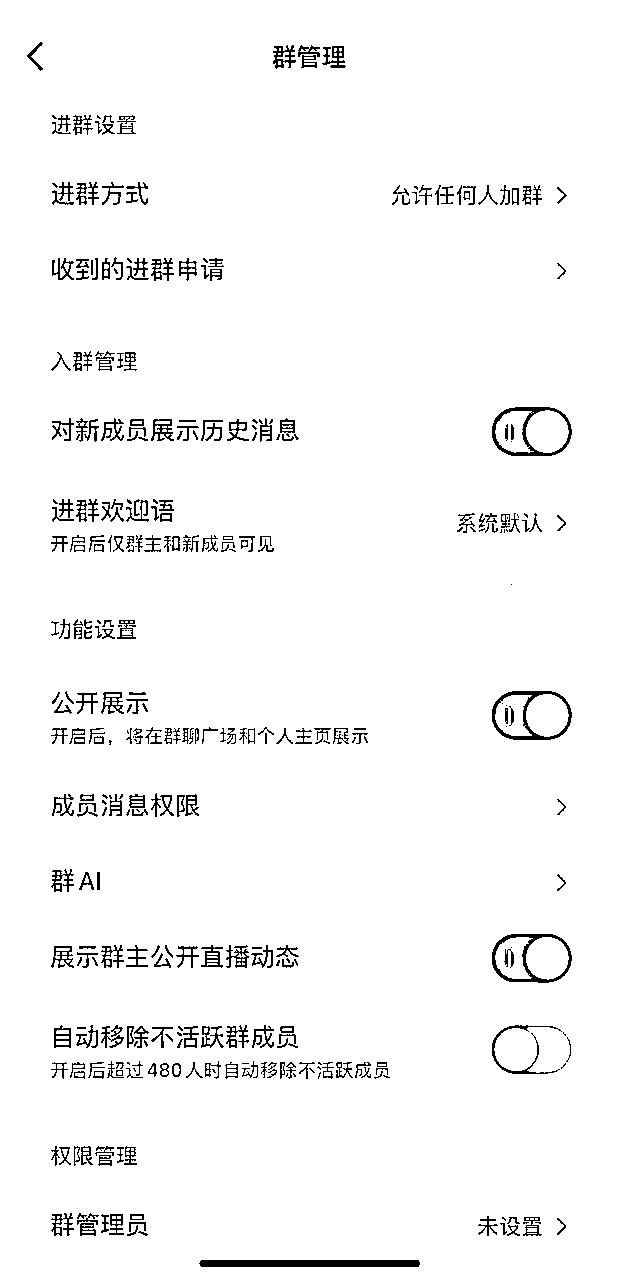 群管理
进群设置
进群方式 允许任何人加群
收到的进群申请
入群管理
对新成员展示历史消息
进群欢迎语 系统默认
开启后仅群主和新成员可见
功能设置
公开展示
开启后，将在群聊广场和个人主页展示
成员消息权限
群AI
展示群主公开直播动态
自动移除不活跃群成员
开启后超过480人时自动移除不活跃成员
权限管理
群管理员 未设置